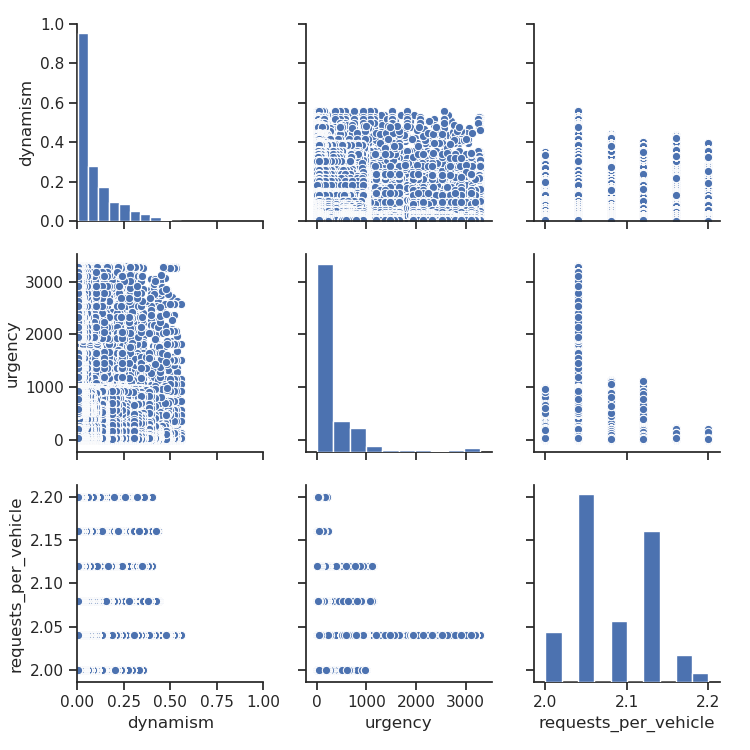 1.0
0.8
0.6
0.4
0.2
0.0
dynamism
3000
2000
1000
0
urgency
2.20
2.15
2.10
2.05
2.00
requests_per_vehicle
0.00 0.25 0.50 0.75 1.00
dynamism
0 1000 2000 3000
urgency
2.0 2.1 2.2
requests_per_vehicle